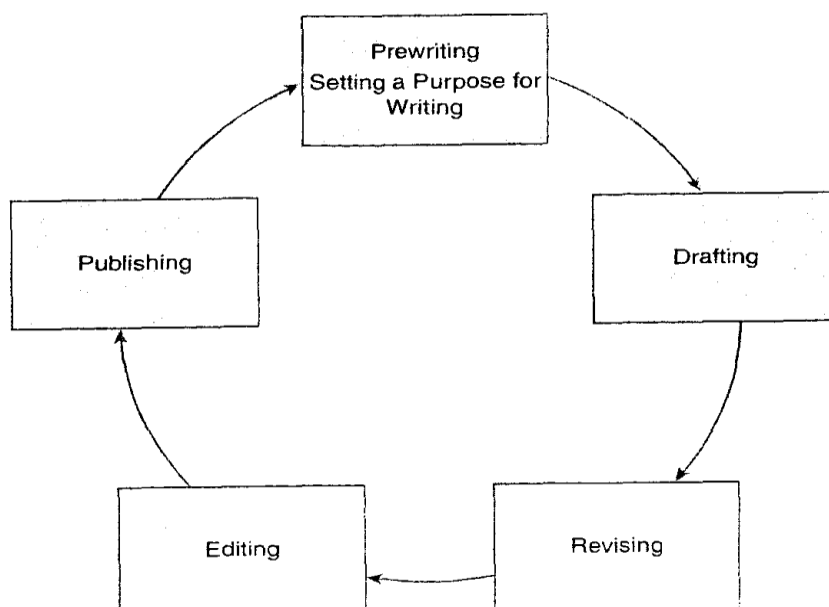 Prewriting
Setting a Purpose for
Writing
Publishing
Drafting
Editing
Revising